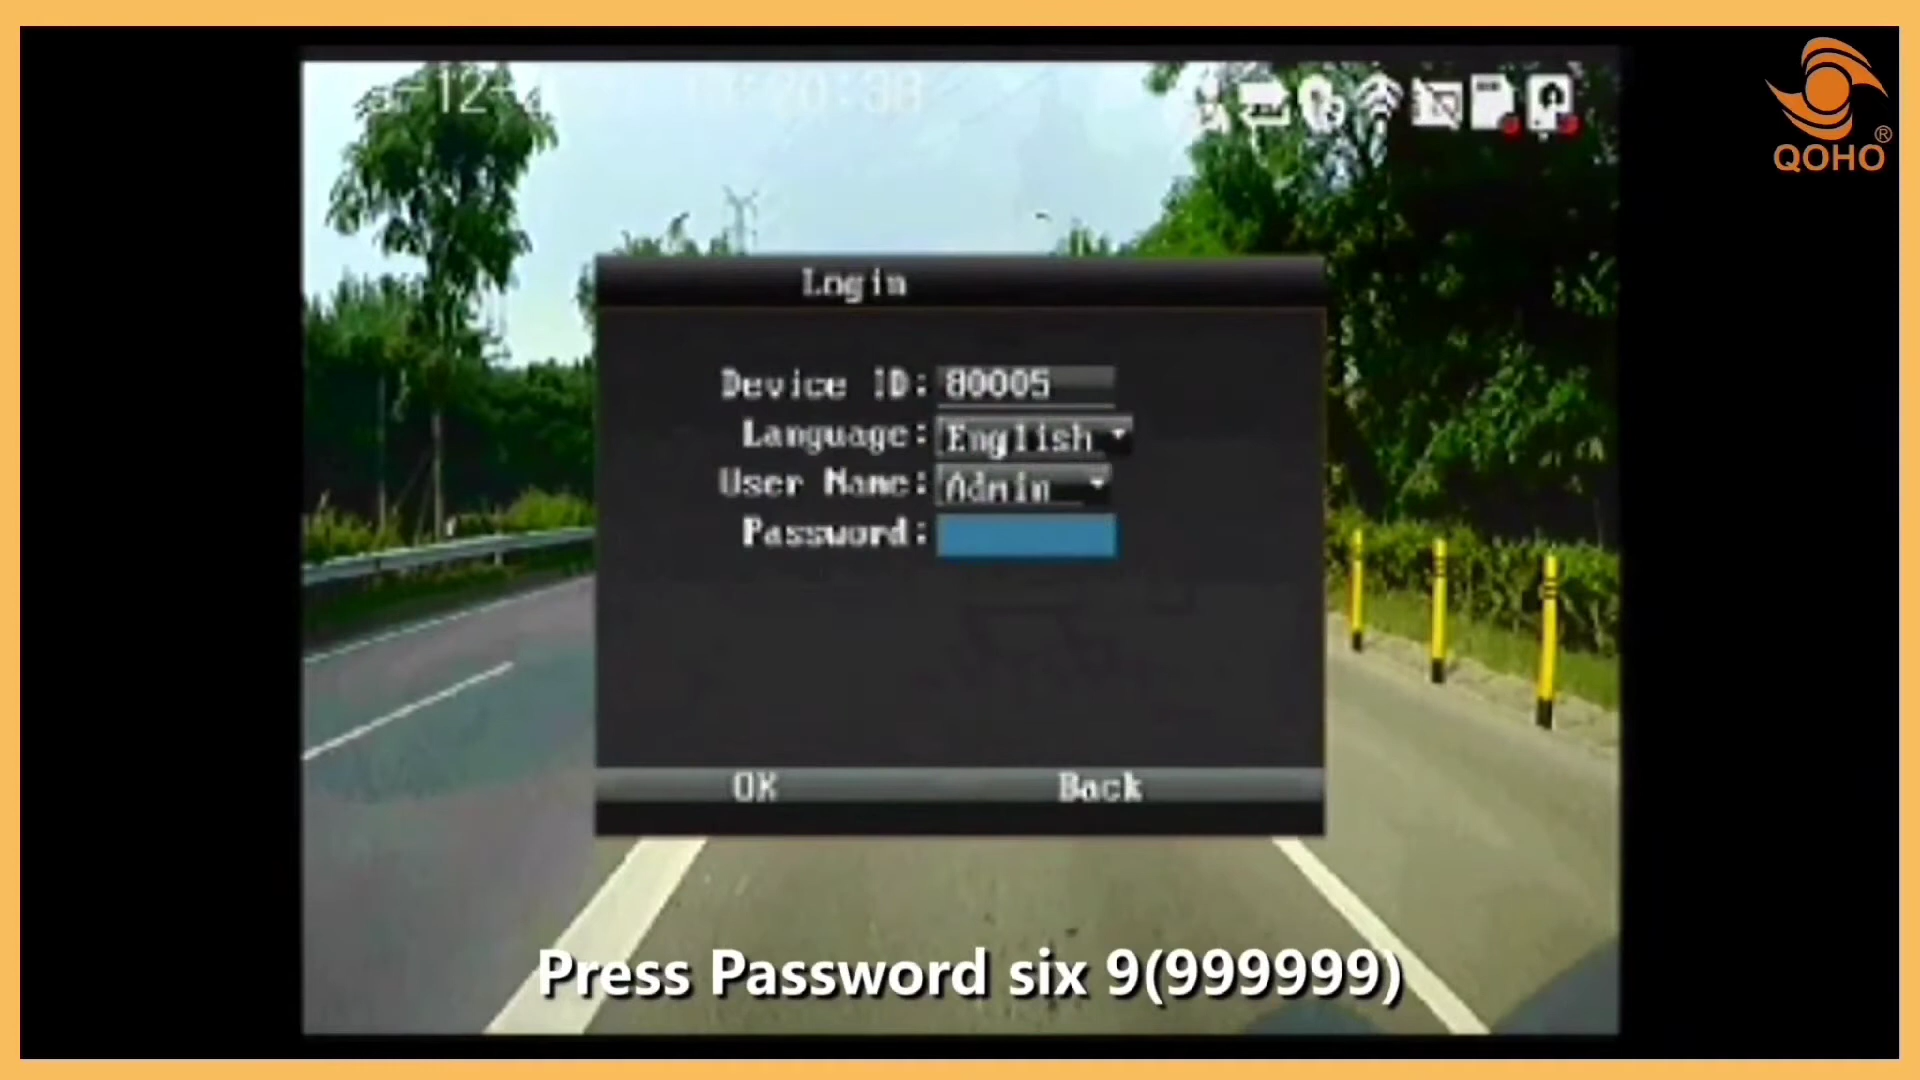 QOHO®
Login
Device ID: 80005
Language: English
User Name: Admin
Password:
OK Back
Press Password six 9(999999)